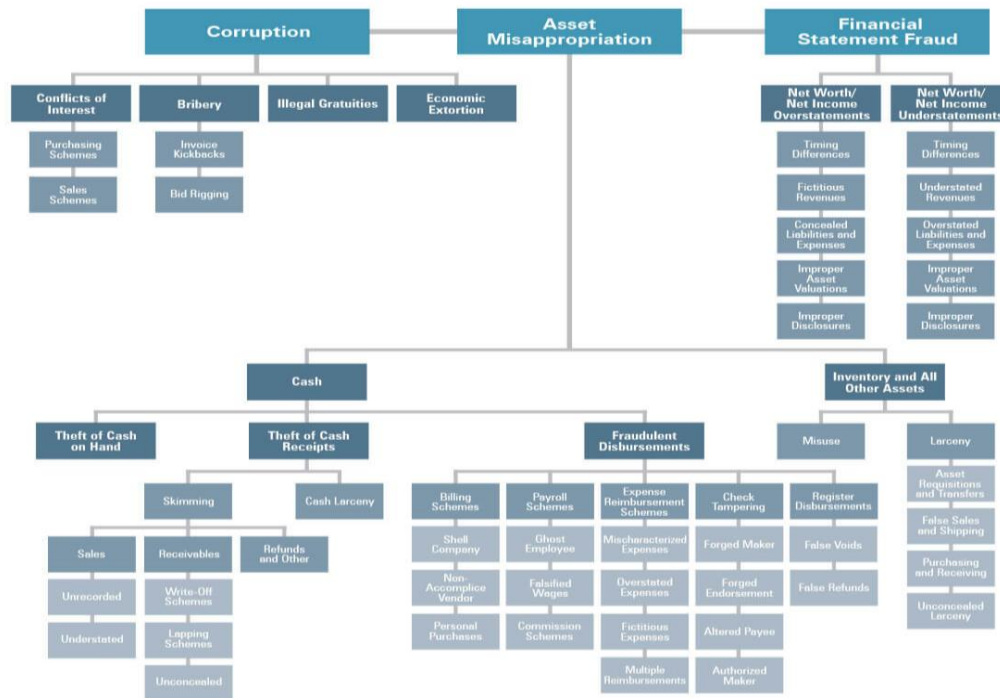 Corruption
Asset
Misappropriation
Financial
Statement Fraud
Conflicts of
Interest
Bribery
Illegal Gratuities
Economic
Extortion
Net Worth/
Net Income
Overstatements
Net Worth/
Net Income
Understatements
Purchasing
Schemes
Sales
Schemes
Invoice
Kickbacks
Bid Rigging
Timing
Differences
Fictitious
Revenues
Concealed
Liabilities and
Expenses
Improper
Asset
Valuations
Improper
Disclosures
Timing
Differences
Understated
Revenues
Overstated
Liabilities and
Expenses
Improper
Asset
Valuations
Improper
Disclosures
Cash
Inventory and All
Other Assets
Theft of Cash
on Hand
Theft of Cash
Receipts
Fraudulent
Disbursements
Misuse
Larceny
Skimming
Cash Larceny
Sales
Receivables
Refunds
and Other
Unrecorded
Understated
Write-Off
Schemes
Lapping
Schemes
Unconcealed
Billing
Schemes
Shell
Company
Non-
Accomplice
Vendor
Personal
Purchases
Payroll
Schemes
Ghost
Employee
Falsified
Wages
Commission
Schemes
Expense
Reimbursement
Schemes
Mischaracterized
Expenses
Overstated
Expenses
Fictitious
Expenses
Multiple
Reimbursements
Check
Tampering
Forged Maker
Forged
Endorsement
Altered Payee
Authorized
Maker
Register
Disbursements
False Voids
False Refunds
Asset
Requisitions
and Transfers
False Sales
and Shipping
Purchasing
and Receiving
Unconcealed
Larceny